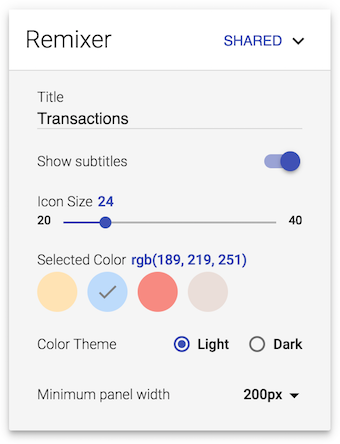 Remixer SHARED
Title
Transactions
Show subtitles
Icon Size 24
20 40
Selected Color rgb(189, 219, 251)
Color Theme Light Dark
Minimum panel width 200px